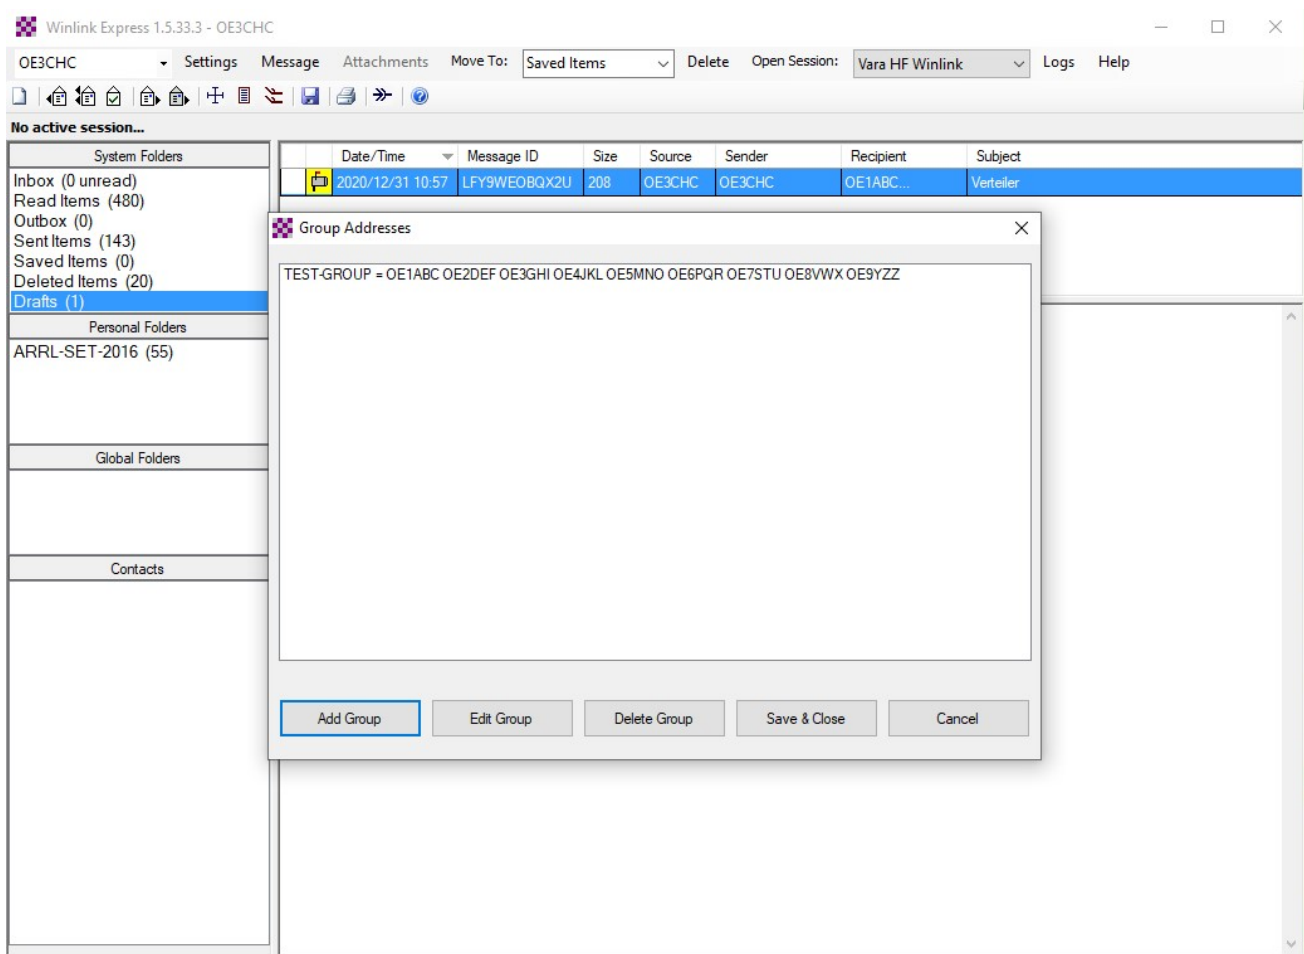 Winlink Express 1.5.33.3 - OE3CHC
OE3CHC Settings Message Attachments Move To: Saved Items Delete Open Session: Vara HF Winlink Logs Help
No active session...
System Folders
Inbox (0 unread)
Read Items (480)
Outbox (0)
Sent Items (143)
Saved Items (0)
Deleted Items (20)
Drafts (1)
Personal Folders
ARRL-SET-2016 (55)
Global Folders
Contacts
Date/Time Message ID Size Source Sender Recipient Subject
2020/12/31 10:57 LFY9WEOBQX2U 208 OE3CHC OE3CHC OE1ABC... Verteiler
Group Addresses
TEST-GROUP = OE1ABC OE2DEF OE3GHI OE4JKL OE5MNO OE6PQR OE7STU OE8VWX OE9YZZ
Add Group Edit Group Delete Group Save & Close Cancel